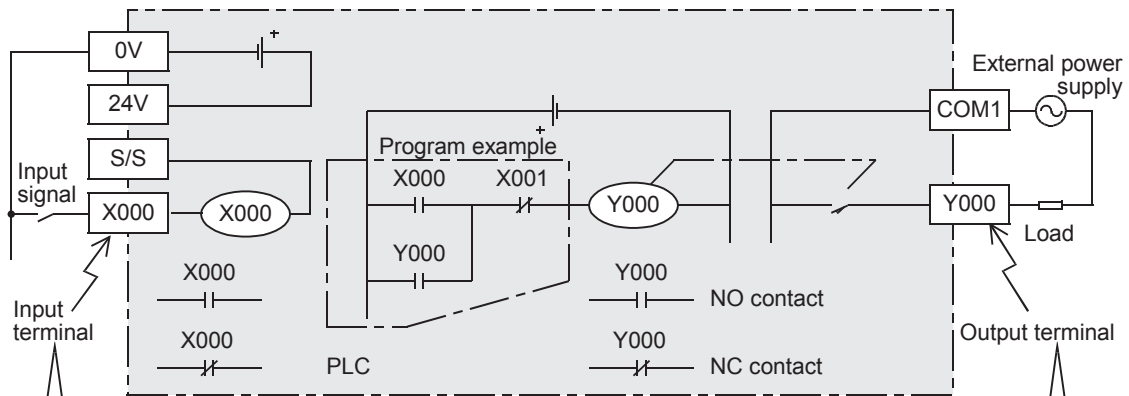 0V
24V
S/S
Input
signal
X000
X000
Input
terminal
X000
X000
+
+
Program example
X000
X001
Y000
Y000
Y000
NO contact
Y000
NC contact
PLC
External power
supply
COM1
Y000
Load
Output terminal